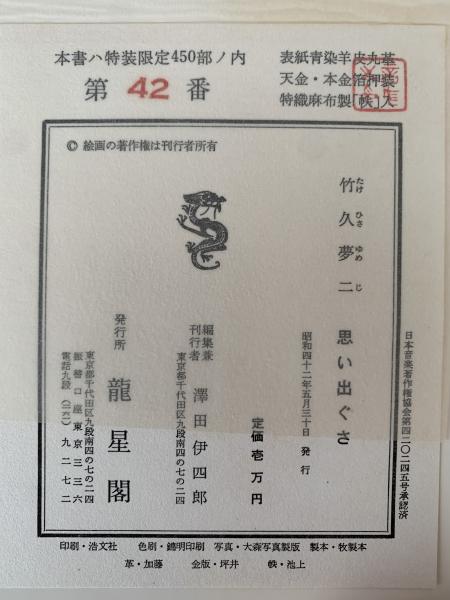 本書ハ特装限定450部ノ内
第 42 番
表紙青染羊皮丸革
天金・本金箔押装
特織麻布製〔帙〕入
© 絵画の著作権は刊行者所有
竹久夢二 思い出ぐさ
たけ ひさ ゆめ じ
昭和四十二年五月三十日 発行
定価壱万円
編集兼
刊行者 澤田伊四郎
東京都千代田区九段南四の七の二四
発行所 龍星閣
東京都千代田区九段南四の七の二四
振替口座東京三三六
電話九段(二六)九二七二
日本音楽著作権協会第四二〇二四五号承認済
印刷・浩文社 色刷・鶴明印刷 写真・大森写真製版 製本・牧製本
革・加藤 金版・坪井 帙・池上